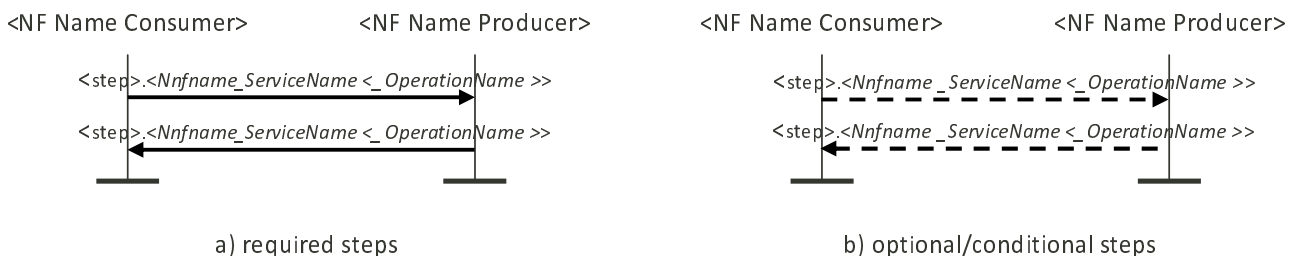 <NF Name Consumer> <NF Name Producer> <NF Name Consumer> <NF Name Producer>
<step>.<Nnfname_ServiceName <_OperationName >> <step>.<Nnfname _ServiceName <_OperationName >>
<step>.<Nnfname_ServiceName <_OperationName >> <step>.<Nnfname _ServiceName <_OperationName >>
a) required steps b) optional/conditional steps